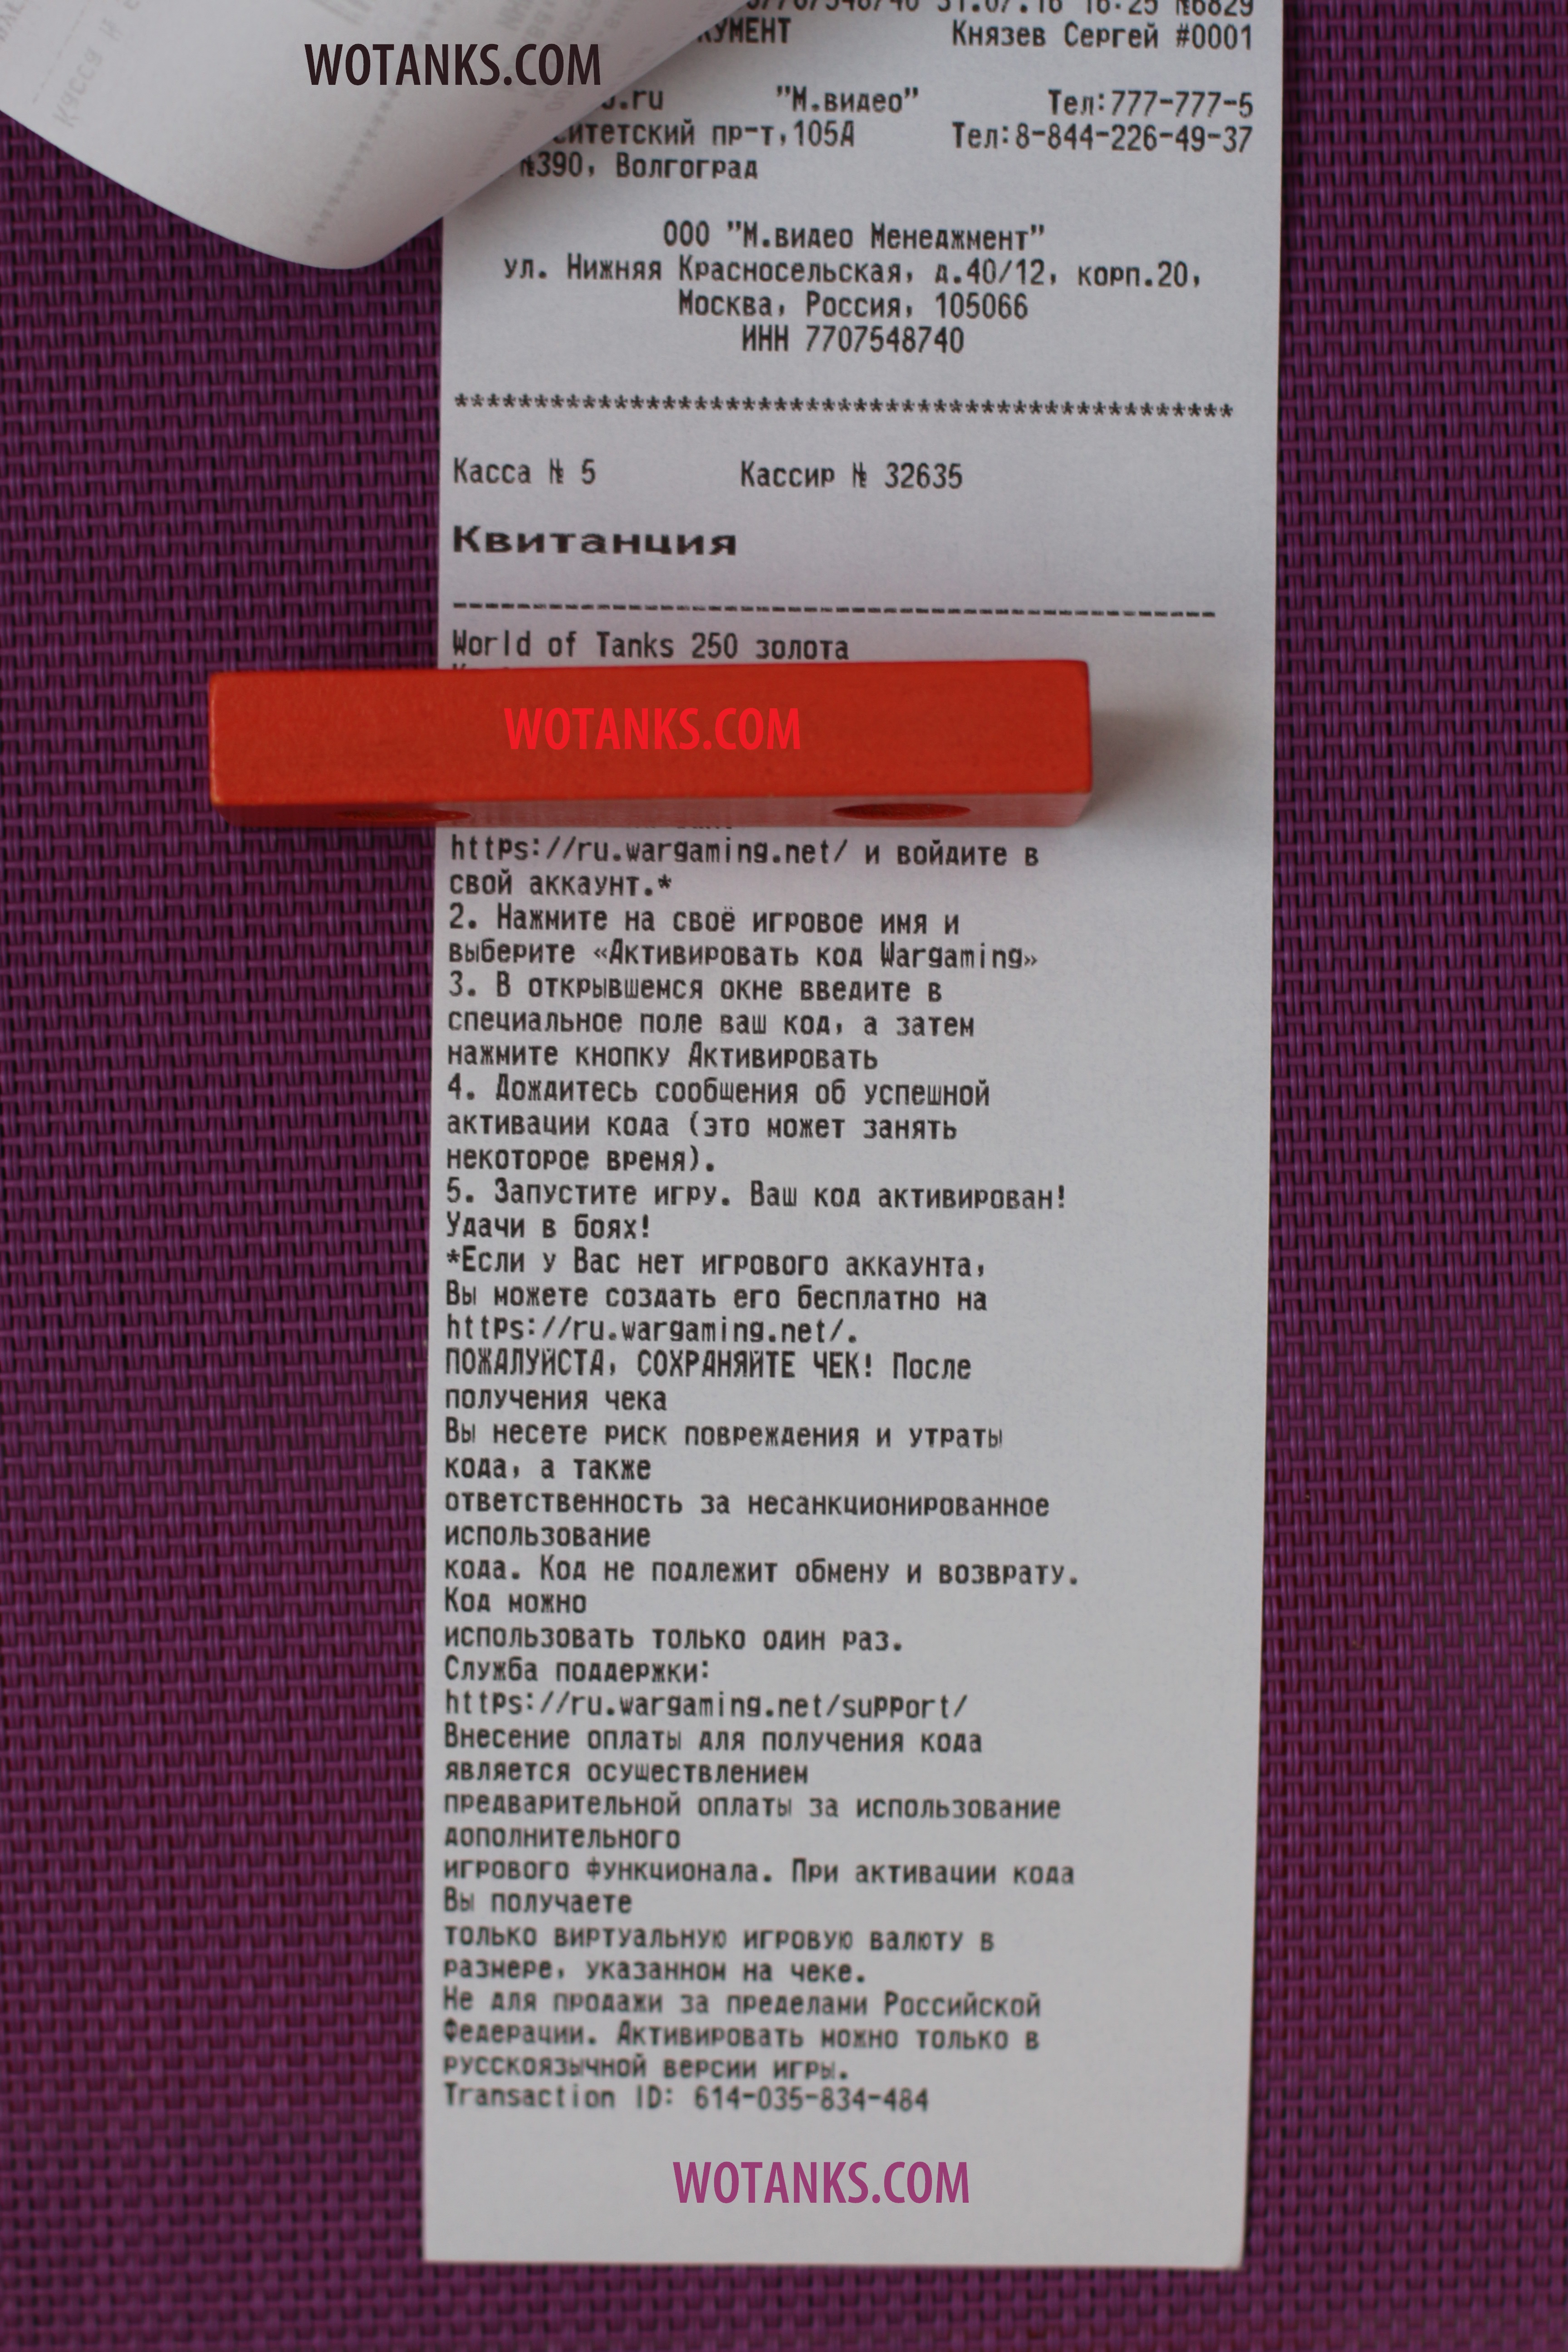 WOTANKS.COM
31.07.16 16:25 №6829
Князев Сергей #0001
"М.видео" Тел:777-777-5
пр-т,105А Тел:8-844-226-49-37
№390, Волгоград
ООО "М.видео Менеджмент"
ул. Нижняя Красносельская, д.40/12, корп.20,
Москва, Россия, 105066
ИНН 7707548740
*************************************************
Касса № 5 Кассир № 32635
Квитанция
------------------------------------------------
World of Tanks 250 золота
WOTANKS.COM
https://ru.wargaming.net/ и войдите в
свой аккаунт.*
2. Нажмите на своё игровое имя и
выберите «Активировать код Wargaming»
3. В открывшемся окне введите в
специальное поле ваш код, а затем
нажмите кнопку Активировать
4. Дождитесь сообщения об успешной
активации кода (это может занять
некоторое время).
5. Запустите игру. Ваш код активирован!
Удачи в боях!
*Если у Вас нет игрового аккаунта,
Вы можете создать его бесплатно на
https://ru.wargaming.net/.
ПОЖАЛУЙСТА, СОХРАНЯЙТЕ ЧЕК! После
получения чека
Вы несете риск повреждения и утраты
кода, а также
ответственность за несанкционированное
использование
кода. Код не подлежит обмену и возврату.
Код можно
использовать только один раз.
Служба поддержки:
https://ru.wargaming.net/support/
Внесение оплаты для получения кода
является осуществлением
предварительной оплаты за использование
дополнительного
игрового функционала. При активации кода
Вы получаете
только виртуальную игровую валюту в
размере, указанном на чеке.
Не для продажи за пределами Российской
Федерации. Активировать можно только в
русскоязычной версии игры.
Transaction ID: 614-035-834-484
WOTANKS.COM